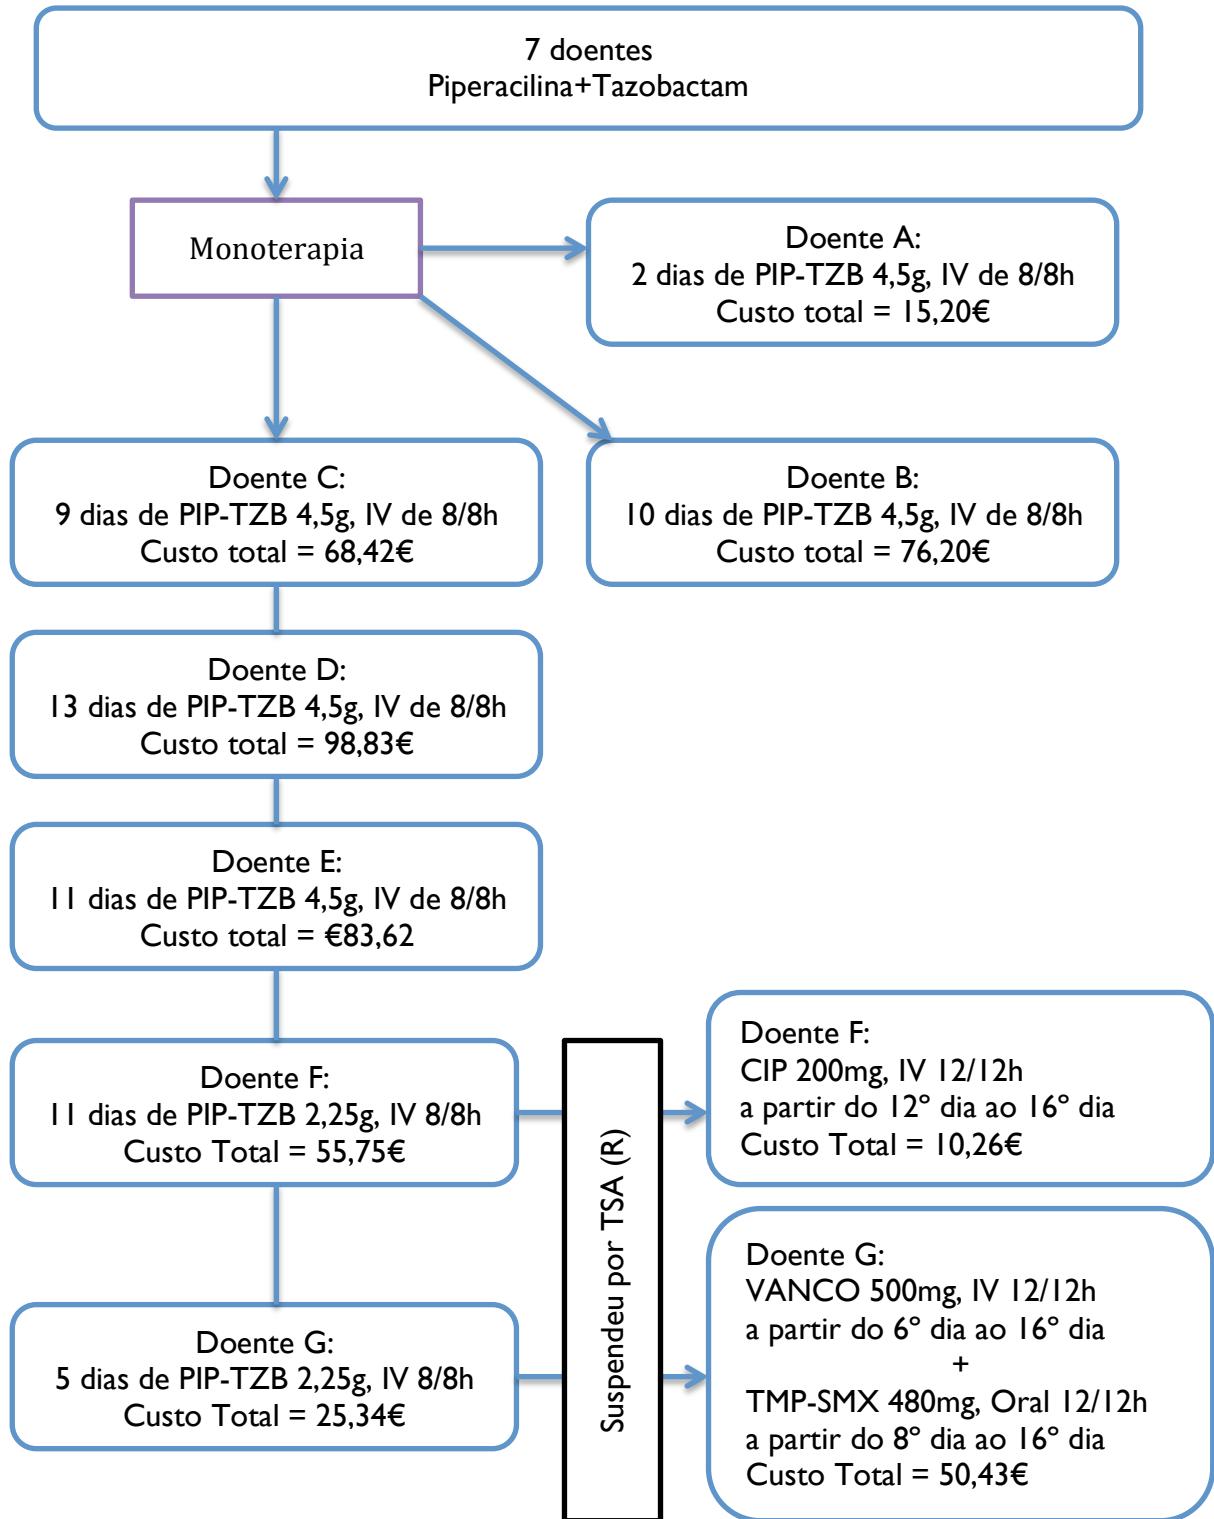 7 doentes
Piperacilina+Tazobactam
Monoterapia
Doente A:
2 dias de PIP-TZB 4,5g, IV de 8/8h
Custo total = 15,20€
Doente C:
9 dias de PIP-TZB 4,5g, IV de 8/8h
Custo total = 68,42€
Doente B:
10 dias de PIP-TZB 4,5g, IV de 8/8h
Custo total = 76,20€
Doente D:
13 dias de PIP-TZB 4,5g, IV de 8/8h
Custo total = 98,83€
Doente E:
11 dias de PIP-TZB 4,5g, IV de 8/8h
Custo total = €83,62
Doente F:
11 dias de PIP-TZB 2,25g, IV 8/8h
Custo Total = 55,75€
Suspendeu por TSA (R)
Doente F:
CIP 200mg, IV 12/12h
a partir do 12º dia ao 16º dia
Custo Total = 10,26€
Doente G:
5 dias de PIP-TZB 2,25g, IV 8/8h
Custo Total = 25,34€
Doente G:
VANCO 500mg, IV 12/12h
a partir do 6º dia ao 16º dia
+
TMP-SMX 480mg, Oral 12/12h
a partir do 8º dia ao 16º dia
Custo Total = 50,43€